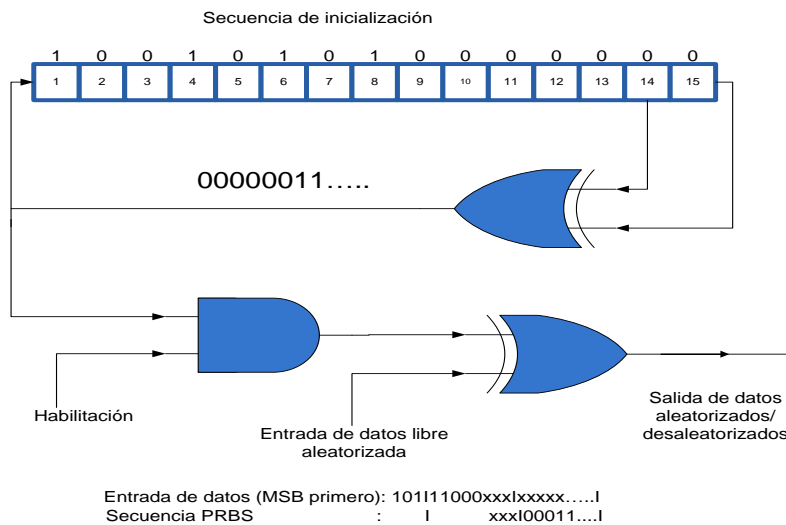 Secuencia de inicialización
1 0 0 1 0 1 0 1 0 0 0 0 0 0 0
1 2 3 4 5 6 7 8 9 10 11 12 13 14 15
00000011.....
Habilitación
Entrada de datos libre
aleatorizada
Salida de datos
aleatorizados/
desaleatorizados
Entrada de datos (MSB primero): 101I11000xxxIxxxxx.....I
Secuencia PRBS : I xxxI00011....I